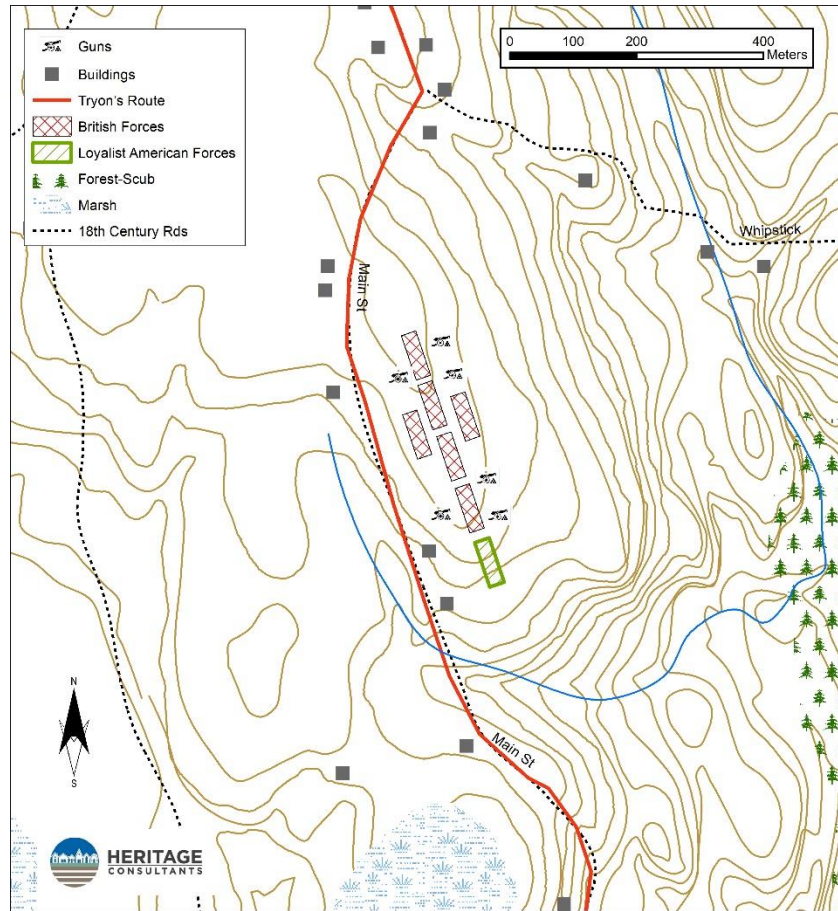 Guns
Buildings
Tryon's Route
British Forces
Loyalist American Forces
Forest-Scub
Marsh
18th Century Rds
0 100 200 400
Meters
Whipstick
Main St
Main St
N
S
HERITAGE
CONSULTANTS